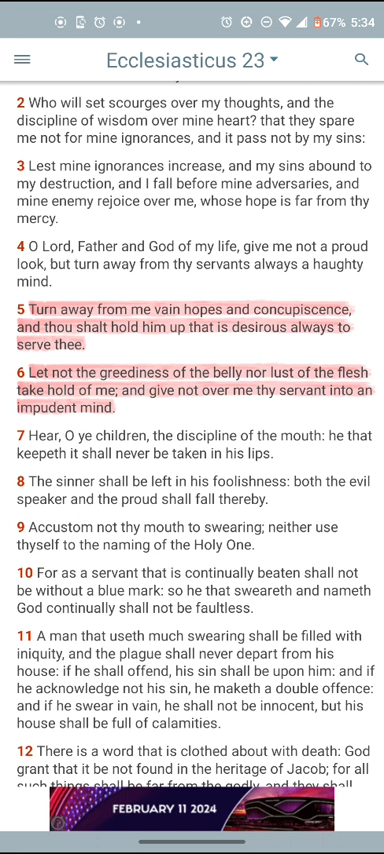 67% 5:34
Ecclesiasticus 23
2 Who will set scourges over my thoughts, and the
discipline of wisdom over mine heart? that they spare
me not for mine ignorances, and it pass not by my sins:
3 Lest mine ignorances increase, and my sins abound to
my destruction, and I fall before mine adversaries, and
mine enemy rejoice over me, whose hope is far from thy
mercy.
4 O Lord, Father and God of my life, give me not a proud
look, but turn away from thy servants always a haughty
mind.
5 Turn away from me vain hopes and concupiscence,
and thou shalt hold him up that is desirous always to
serve thee.
6 Let not the greediness of the belly nor lust of the flesh
take hold of me; and give not over me thy servant into an
impudent mind.
7 Hear, O ye children, the discipline of the mouth: he that
keepeth it shall never be taken in his lips.
8 The sinner shall be left in his foolishness: both the evil
speaker and the proud shall fall thereby.
9 Accustom not thy mouth to swearing; neither use
thyself to the naming of the Holy One.
10 For as a servant that is continually beaten shall not
be without a blue mark: so he that sweareth and nameth
God continually shall not be faultless.
11 A man that useth much swearing shall be filled with
iniquity, and the plague shall never depart from his
house: if he shall offend, his sin shall be upon him: and if
he acknowledge not his sin, he maketh a double offence:
and if he swear in vain, he shall not be innocent, but his
house shall be full of calamities.
12 There is a word that is clothed about with death: God
grant that it be not found in the heritage of Jacob; for all
such things shall be far from the godly, and they shall
FEBRUARY 11 2024